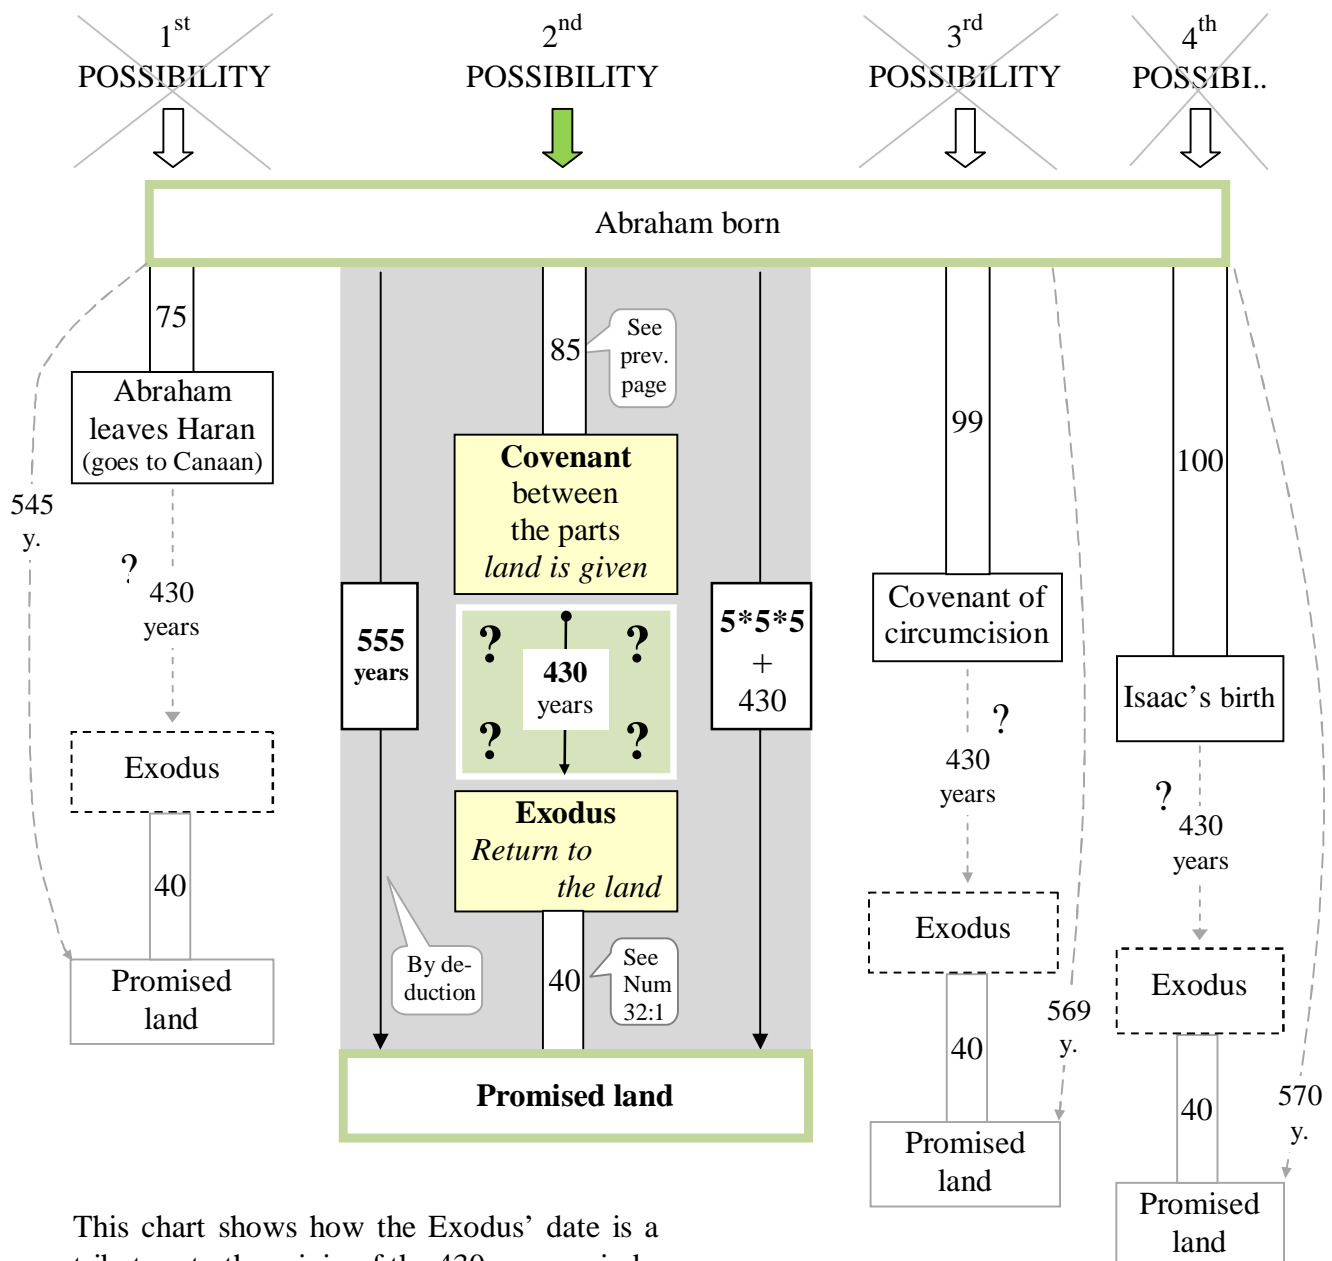 1st
POSSIBILITY
2nd
POSSIBILITY
3rd
POSSIBILITY
4th
POSSIBI..
Abraham born
75
Abraham
leaves Haran
(goes to Canaan)
545
y.
?
430
years
Exodus
40
Promised
land
85
See
prev.
page
Covenant
between
the parts
land is given
555
years
?
?
430
years
?
?
5*5*5
+
430
Exodus
Return to
the land
By de-
duction
40
See
Num
32:1
Promised land
99
Covenant of
circumcision
?
430
years
Exodus
40
569
y.
Promised
land
100
Isaac's birth
?
430
years
Exodus
40
570
y.
Promised
land
This chart shows how the Exodus' date is a